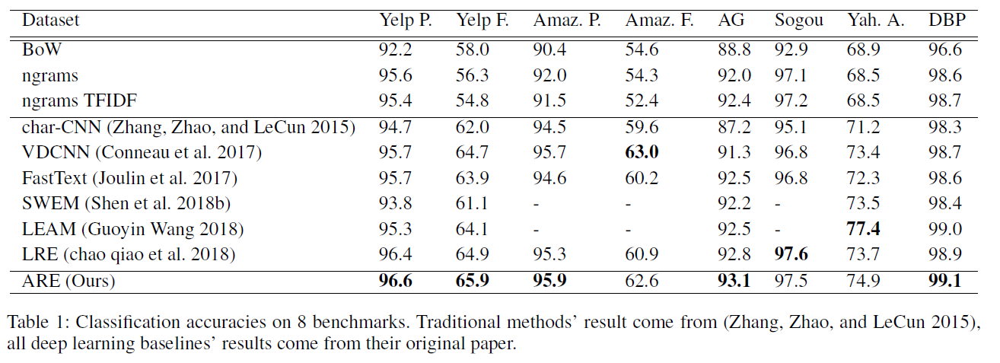 Dataset Yelp P. Yelp F. Amaz. P. Amaz. F. AG Sogou Yah. A. DBP
BoW 92.2 58.0 90.4 54.6 88.8 92.9 68.9 96.6
ngrams 95.6 56.3 92.0 54.3 92.0 97.1 68.5 98.6
ngrams TFIDF 95.4 54.8 91.5 52.4 92.4 97.2 68.5 98.7
char-CNN (Zhang, Zhao, and LeCun 2015) 94.7 62.0 94.5 59.6 87.2 95.1 71.2 98.3
VDCNN (Conneau et al. 2017) 95.7 64.7 95.7 63.0 91.3 96.8 73.4 98.7
FastText (Joulin et al. 2017) 95.7 63.9 94.6 60.2 92.5 96.8 72.3 98.6
SWEM (Shen et al. 2018b) 93.8 61.1 - - 92.2 - 73.5 98.4
LEAM (Guoyin Wang 2018) 95.3 64.1 - - 92.5 - 77.4 99.0
LRE (chao qiao et al. 2018) 96.4 64.9 95.3 60.9 92.8 97.6 73.7 98.9
ARE (Ours) 96.6 65.9 95.9 62.6 93.1 97.5 74.9 99.1
Table 1: Classification accuracies on 8 benchmarks. Traditional methods' result come from (Zhang, Zhao, and LeCun 2015),
all deep learning baselines' results come from their original paper.